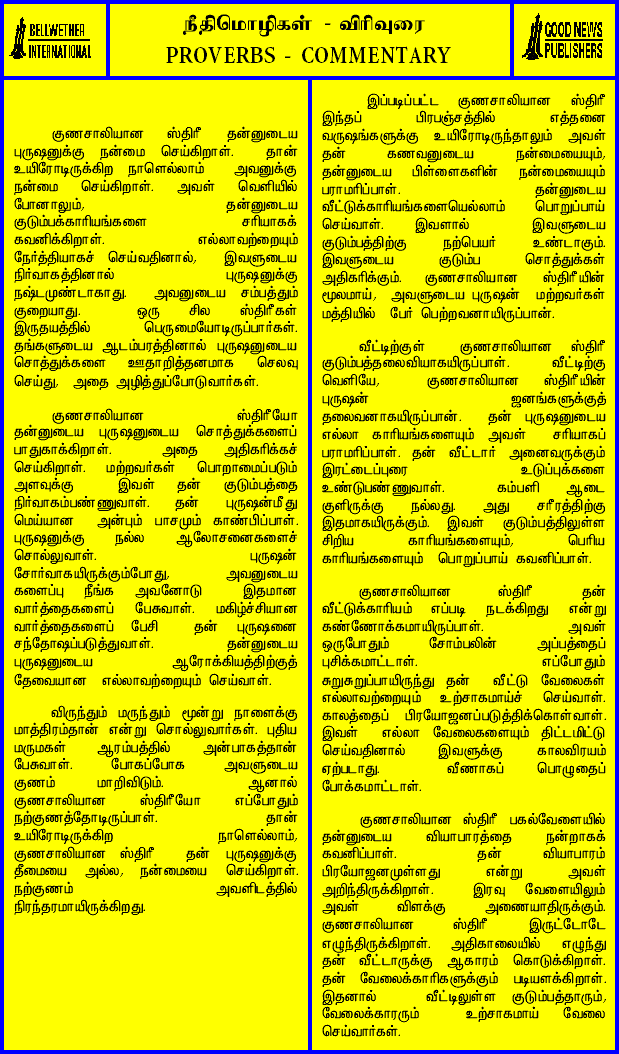 BELLWETHER
INTERNATIONAL
நீதிமொழிகள் - விரிவுரை
PROVERBS - COMMENTARY
GOOD NEWS
PUBLISHERS
குணசாலியான ஸ்திரீ தன்னுடைய
புருஷனுக்கு நன்மை செய்கிறாள். தான்
உயிரோடிருக்கிற நாளெல்லாம் அவனுக்கு
நன்மை செய்கிறாள். அவள் வெளியில்
போனாலும், தன்னுடைய
குடும்பக்காரியங்களை சரியாகக்
கவனிக்கிறாள். எல்லாவற்றையும்
நேர்த்தியாகச் செய்வதினால், இவளுடைய
நிர்வாகத்தினால் புருஷனுக்கு
நஷ்டமுண்டாகாது. அவனுடைய சம்பத்தும்
குறையாது. ஒரு சில ஸ்திரீகள்
இருதயத்தில் பெருமையோடிருப்பார்கள்.
தங்களுடைய ஆடம்பரத்தினால் புருஷனுடைய
சொத்துக்களை ஊதாறித்தனமாக செலவு
செய்து, அதை அழித்துப்போடுவார்கள்.
குணசாலியான ஸ்திரீயோ
தன்னுடைய புருஷனுடைய சொத்துக்களைப்
பாதுகாக்கிறாள். அதை அதிகரிக்கச்
செய்கிறாள். மற்றவர்கள் பொறாமைப்படும்
அளவுக்கு இவள் தன் குடும்பத்தை
நிர்வாகம்பண்ணுவாள். தன் புருஷன்மீது
மெய்யான அன்பும் பாசமும் காண்பிப்பாள்.
புருஷனுக்கு நல்ல ஆலோசனைகளைச்
சொல்லுவாள். புருஷன்
சோர்வாகயிருக்கும்போது, அவனுடைய
களைப்பு நீங்க அவனோடு இதமான
வார்த்தைகளைப் பேசுவாள். மகிழ்ச்சியான
வார்த்தைகளைப் பேசி தன் புருஷனை
சந்தோஷப்படுத்துவாள். தன்னுடைய
புருஷனுடைய ஆரோக்கியத்திற்குத்
தேவையான எல்லாவற்றையும் செய்வாள்.
விருந்தும் மருந்தும் மூன்று நாளைக்கு
மாத்திரம்தான் என்று சொல்லுவார்கள். புதிய
மருமகள் ஆரம்பத்தில் அன்பாகத்தான்
பேசுவாள். போகப்போக அவளுடைய
குணம் மாறிவிடும். ஆனால்
குணசாலியான ஸ்திரீயோ எப்போதும்
நற்குணத்தோடிருப்பாள். தான்
உயிரோடிருக்கிற நாளெல்லாம்,
குணசாலியான ஸ்திரீ தன் புருஷனுக்கு
தீமையை அல்ல, நன்மையை செய்கிறாள்.
நற்குணம் அவளிடத்தில்
நிரந்தரமாயிருக்கிறது.
இப்படிப்பட்ட குணசாலியான ஸ்திரீ
இந்தப் பிரபஞ்சத்தில் எத்தனை
வருஷங்களுக்கு உயிரோடிருந்தாலும் அவள்
தன் கணவனுடைய நன்மையையும்,
தன்னுடைய பிள்ளைகளின் நன்மையையும்
பராமரிப்பாள். தன்னுடைய
வீட்டுக்காரியங்களையெல்லாம் பொறுப்பாய்
செய்வாள். இவளால் இவளுடைய
குடும்பத்திற்கு நற்பெயர் உண்டாகும்.
இவளுடைய குடும்ப சொத்துக்கள்
அதிகரிக்கும். குணசாலியான ஸ்திரீயின்
மூலமாய், அவளுடைய புருஷன் மற்றவர்கள்
மத்தியில் பேர் பெற்றவனாயிருப்பான்.
வீட்டிற்குள் குணசாலியான ஸ்திரீ
குடும்பத்தலைவியாகயிருப்பாள். வீட்டிற்கு
வெளியே, குணசாலியான ஸ்திரீயின்
புருஷன் ஜனங்களுக்குத்
தலைவனாகயிருப்பான். தன் புருஷனுடைய
எல்லா காரியங்களையும் அவள் சரியாகப்
பராமரிப்பாள். தன் வீட்டார் அனைவருக்கும்
இரட்டைப்புரை உடுப்புக்களை
உண்டுபண்ணுவாள். கம்பளி ஆடை
குளிருக்கு நல்லது. அது சரீரத்திற்கு
இதமாகயிருக்கும். இவள் குடும்பத்திலுள்ள
சிறிய காரியங்களையும், பெரிய
காரியங்களையும் பொறுப்பாய் கவனிப்பாள்.
குணசாலியான ஸ்திரீ தன்
வீட்டுக்காரியம் எப்படி நடக்கிறது என்று
கண்ணோக்கமாயிருப்பாள். அவள்
ஒருபோதும் சோம்பலின் அப்பத்தைப்
புசிக்கமாட்டாள். எப்போதும்
சுறுசுறுப்பாயிருந்து தன் வீட்டு வேலைகள்
எல்லாவற்றையும் உற்சாகமாய்ச் செய்வாள்.
காலத்தைப் பிரயோஜனப்படுத்திக்கொள்வாள்.
இவள் எல்லா வேலைகளையும் திட்டமிட்டு
செய்வதினால் இவளுக்கு காலவிரயம்
ஏற்படாது. வீணாகப் பொழுதைப்
போக்கமாட்டாள்.
குணசாலியான ஸ்திரீ பகல்வேளையில்
தன்னுடைய வியாபாரத்தை நன்றாகக்
கவனிப்பாள். தன் வியாபாரம்
பிரயோஜனமுள்ளது என்று அவள்
அறிந்திருக்கிறாள். இரவு வேளையிலும்
அவள் விளக்கு அணையாதிருக்கும்.
குணசாலியான ஸ்திரீ இருட்டோடே
எழுந்திருக்கிறாள். அதிகாலையில் எழுந்து
தன் வீட்டாருக்கு ஆகாரம் கொடுக்கிறாள்.
தன் வேலைக்காரிகளுக்கும் படியளக்கிறாள்.
இதனால் வீட்டிலுள்ள குடும்பத்தாரும்,
வேலைக்காரரும் உற்சாகமாய் வேலை
செய்வார்கள்.